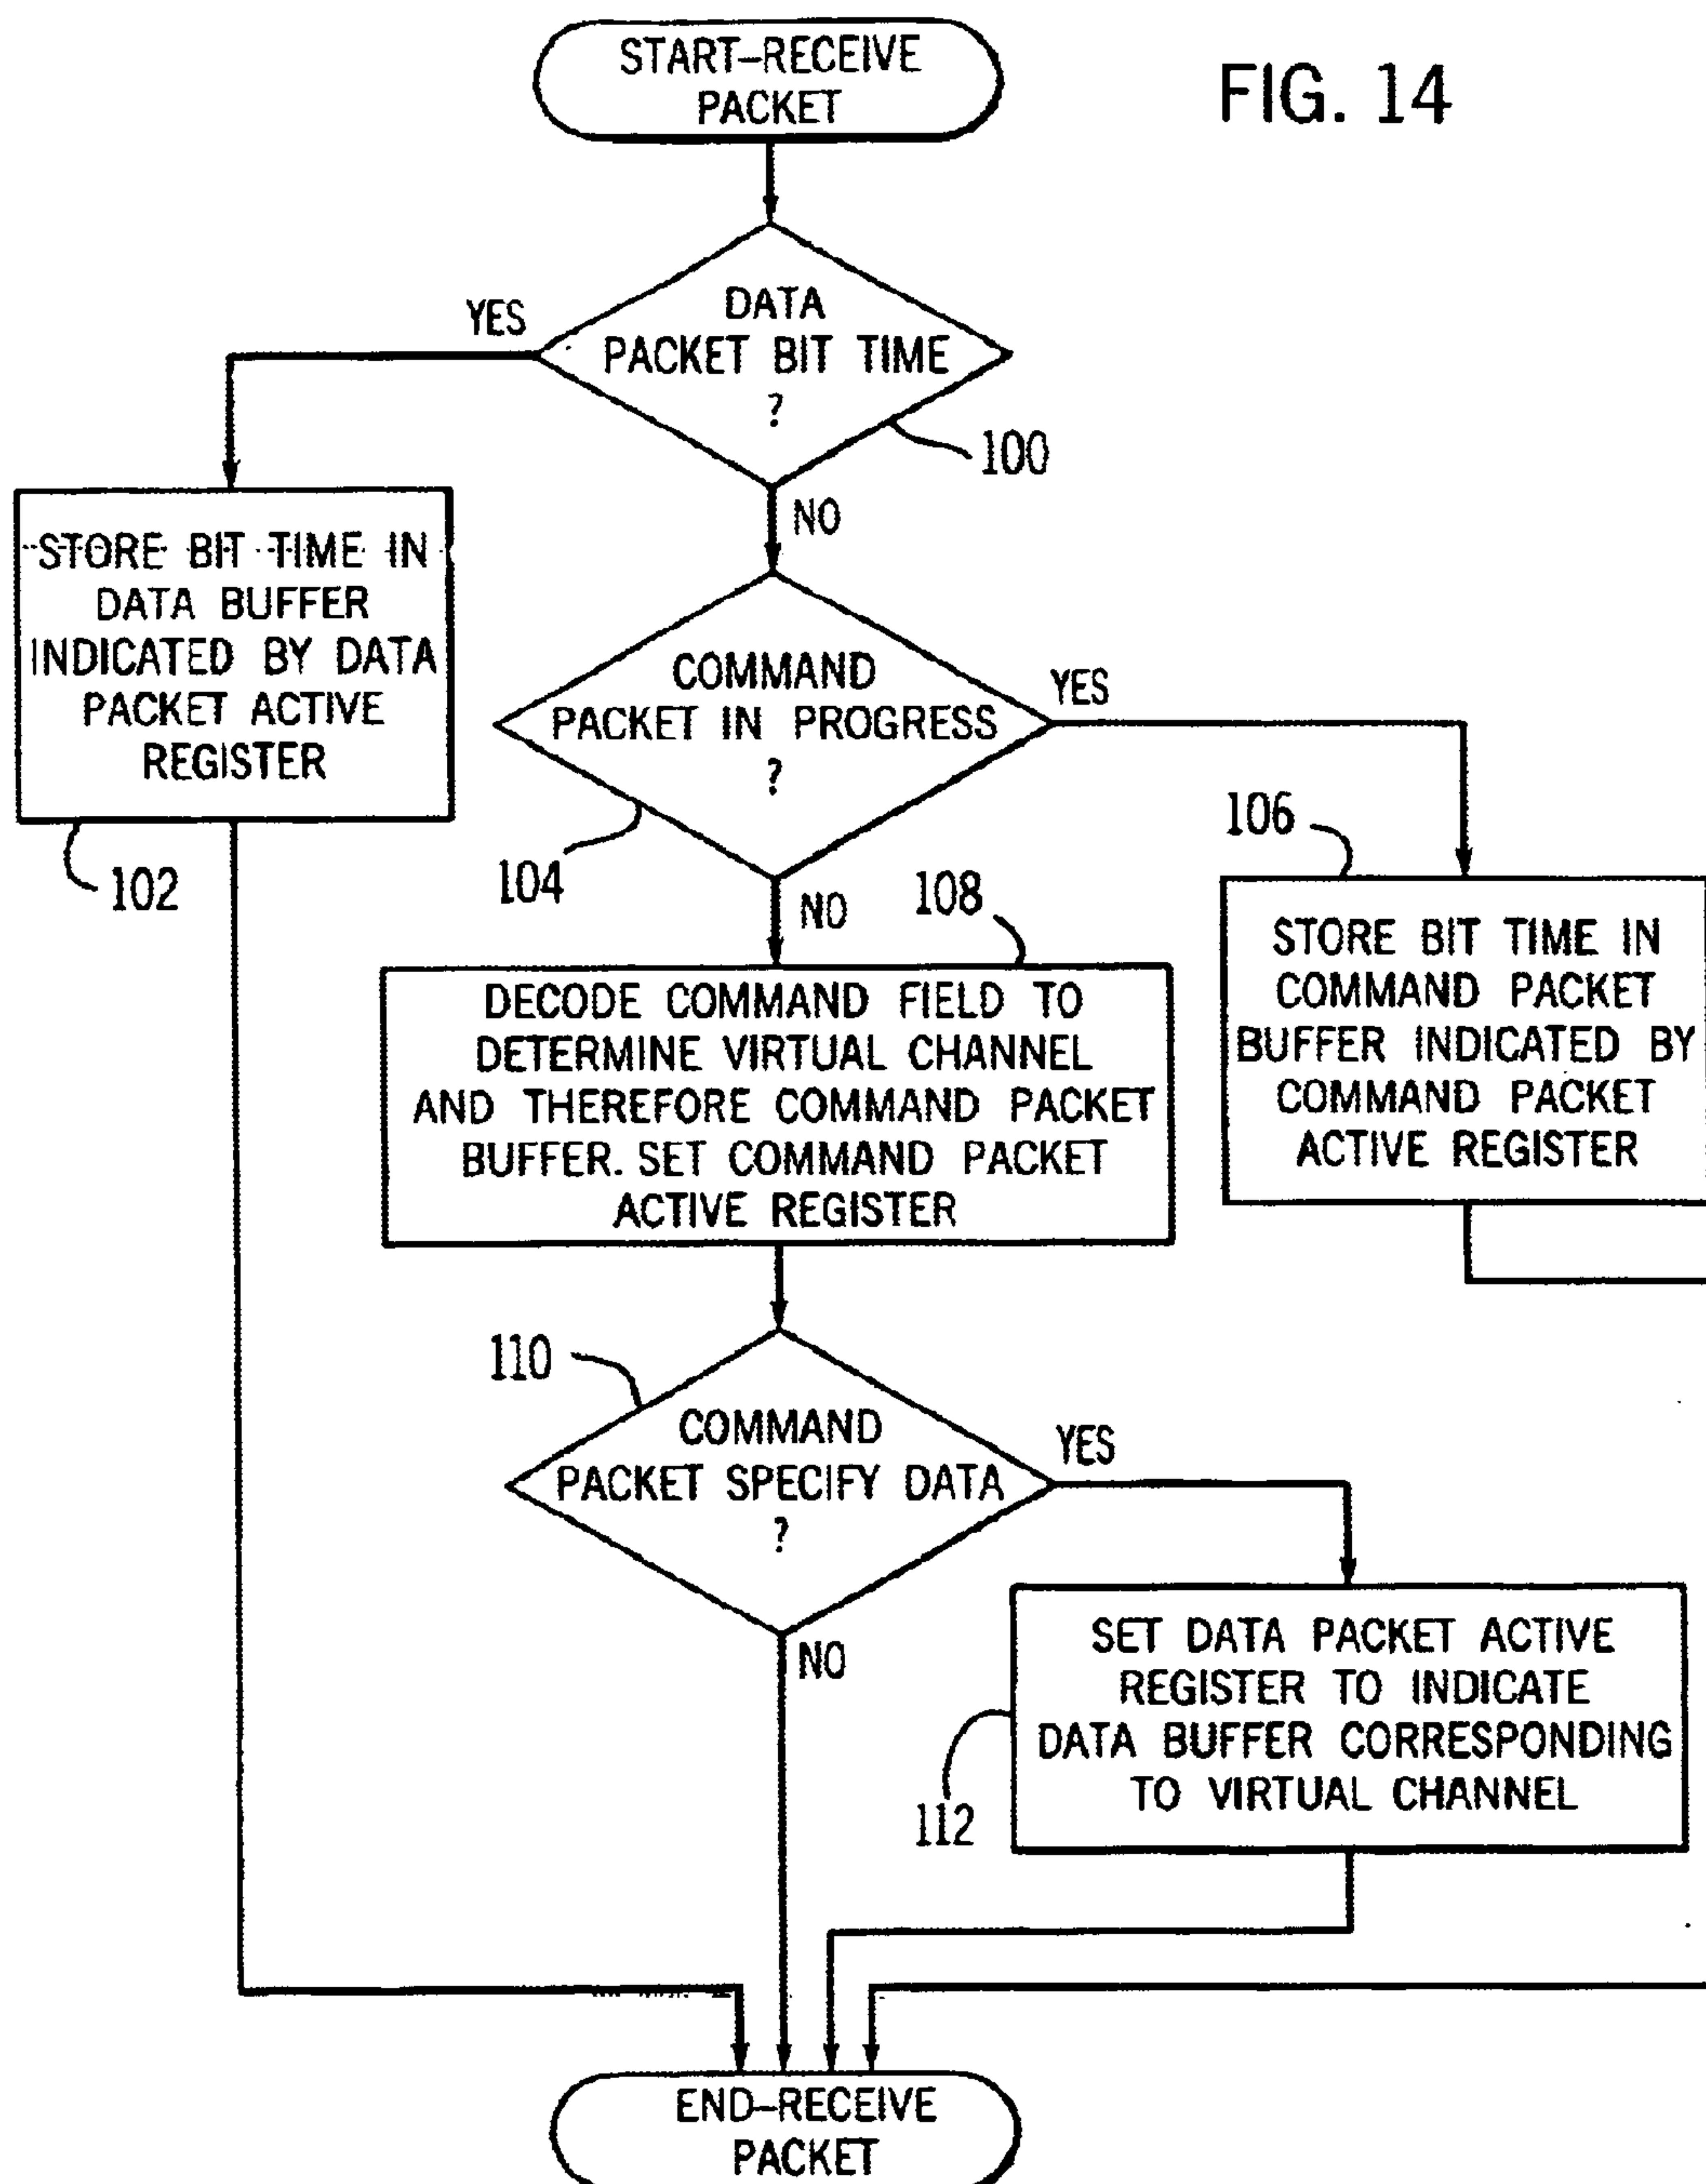 START-RECEIVE
PACKET
FIG. 14
DATA
PACKET BIT TIME
?
YES
100
NO
STORE BIT TIME IN
DATA BUFFER
INDICATED BY DATA
PACKET ACTIVE
REGISTER
102
COMMAND
PACKET IN PROGRESS
?
YES
104
NO
106
STORE BIT TIME IN
COMMAND PACKET
BUFFER INDICATED BY
COMMAND PACKET
ACTIVE REGISTER
108
DECODE COMMAND FIELD TO
DETERMINE VIRTUAL CHANNEL
AND THEREFORE COMMAND PACKET
BUFFER. SET COMMAND PACKET
ACTIVE REGISTER
110
COMMAND
PACKET SPECIFY DATA
?
YES
NO
SET DATA PACKET ACTIVE
REGISTER TO INDICATE
DATA BUFFER CORRESPONDING
TO VIRTUAL CHANNEL
112
END-RECEIVE
PACKET